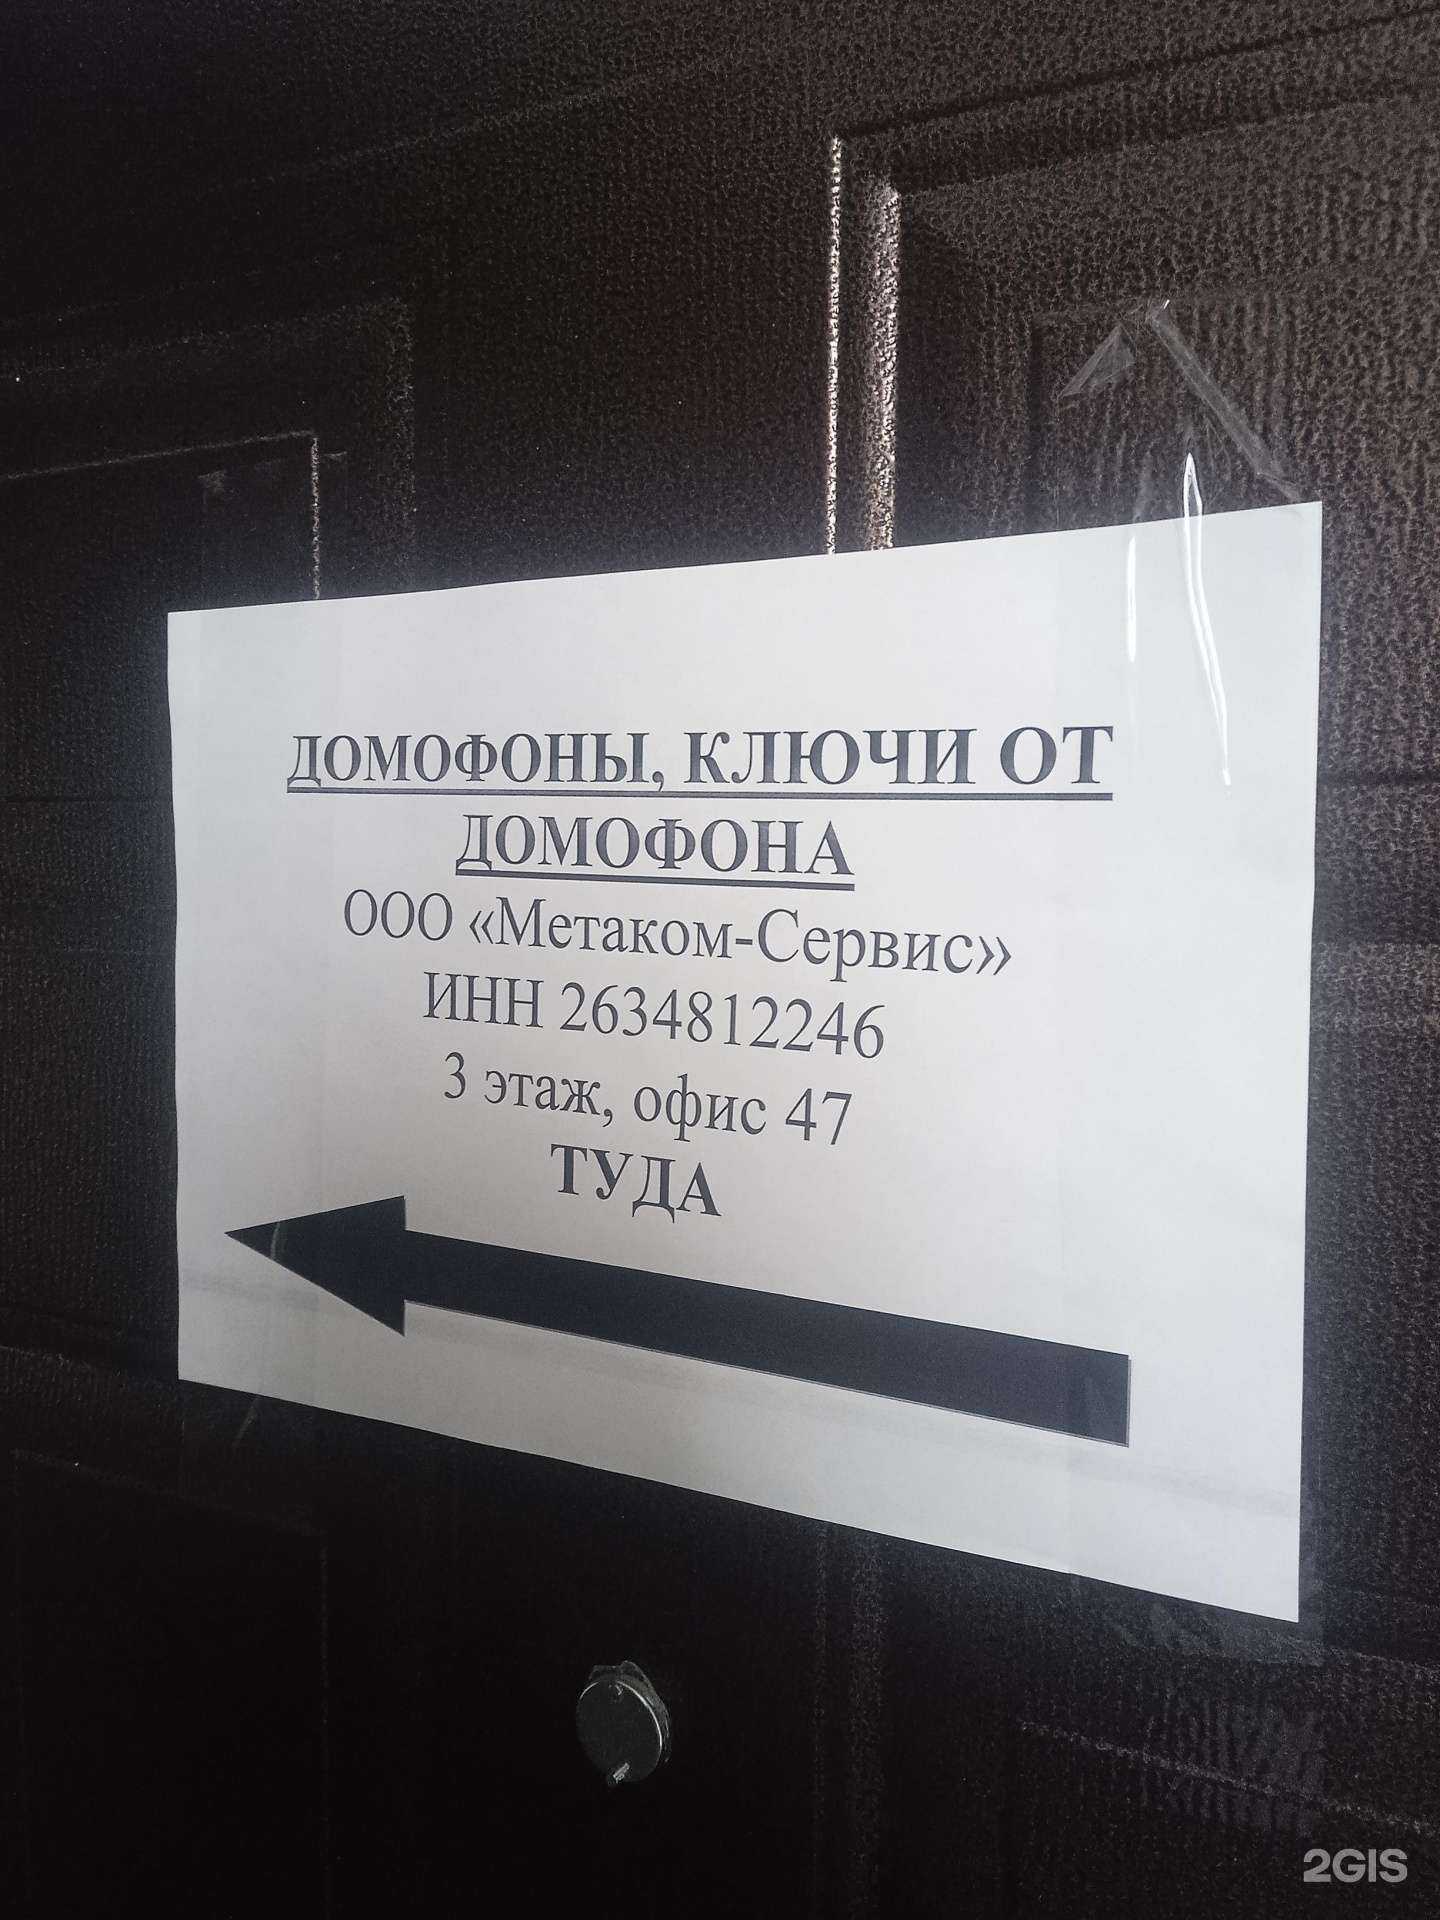 ДОМОФОНЫ, КЛЮЧИ ОТ
ДОМОФОНА
ООО «Метаком-Сервис»
ИНН 2634812246
3 этаж, офис 47
ТУДА
2GIS